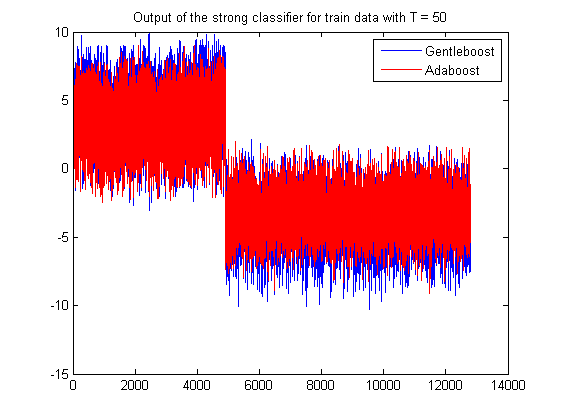 Output of the strong classifier for train data with T = 50
Gentleboost
Adaboost
10
5
0
-5
-10
-15
0 2000 4000 6000 8000 10000 12000 14000